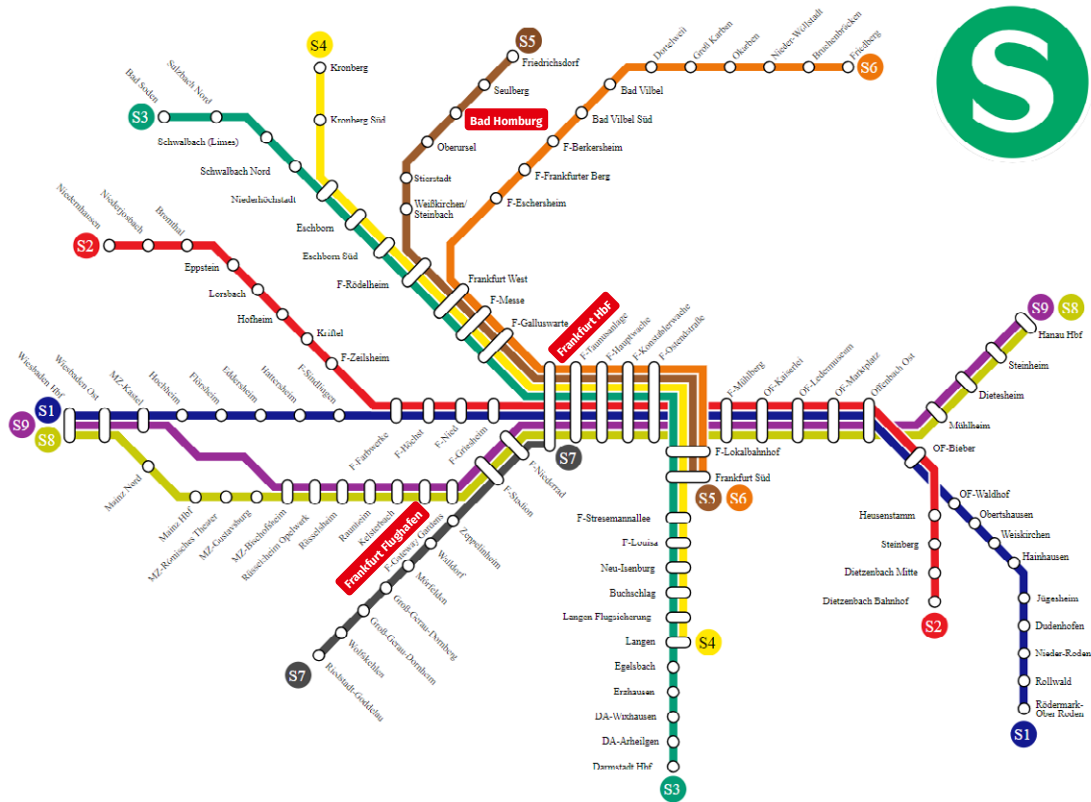 S
S4
Kronberg
Kronberg Süd
S5
Friedrichsdorf
Seulberg
Bad Homburg
Oberursel
Stierstadt
Weißkirchen/
Steinbach
S6
Friedberg
Bruchenbrücken
Nieder-Wöllstadt
Okarben
Groß Karben
Dortelweil
Bad Vilbel
Bad Vilbel Süd
F-Berkersheim
F-Frankfurter Berg
F-Eschersheim
S3
Bad Soden
Sulzbach Nord
Schwalbach (Limes)
Schwalbach Nord
Niederhöchstadt
Eschborn
Eschborn Süd
F-Rödelheim
Frankfurt West
F-Messe
F-Galluswarte
S2
Niedernhausen
Niederjosbach
Bremthal
Eppstein
Lorsbach
Hofheim
Kriftel
F-Zeilsheim
Frankfurt HbF
F-Taunusanlage
F-Hauptwache
F-Konstablerwache
F-Ostendstraße
S1
S9
S8
Wiesbaden Hbf
Wiesbaden Ost
MZ-Kastel
Hochheim
Flörsheim
Eddersheim
Hattersheim
F-Sindlingen
F-Farbwerke
F-Höchst
F-Nied
F-Griesheim
F-Mühlberg
OF-Kaiserlei
OF-Ledermuseum
OF-Marktplatz
Offenbach Ost
S9
S8
Hanau Hbf
Steinheim
Dietesheim
Mühlheim
OF-Bieber
Mainz Nord
Mainz Hbf
MZ-Römisches Theater
MZ-Gustavsburg
MZ-Bischofsheim
Rüsselsheim Opelwerk
Rüsselsheim
Raunheim
Kelsterbach
Frankfurt Flughafen
F-Gateway Gardens
F-Stadion
F-Niederrad
S7
Zeppelinheim
Walldorf
Mörfelden
Groß-Gerau-Dornberg
Groß-Gerau-Dornheim
Wolfskehlen
Riedstadt-Goddelau
S7
F-Lokalbahnhof
Frankfurt Süd
S5
S6
F-Stresemannallee
F-Louisa
Neu-Isenburg
Buchschlag
Langen Flugsicherung
Langen
S4
Egelsbach
Erzhausen
DA-Wixhausen
DA-Arheilgen
Darmstadt Hbf
S3
Heusenstamm
Steinberg
Dietzenbach Mitte
Dietzenbach Bahnhof
S2
OF-Waldhof
Obertshausen
Weiskirchen
Hainhausen
Jügesheim
Dudenhofen
Nieder-Roden
Rollwald
Rödermark-
Ober Roden
S1